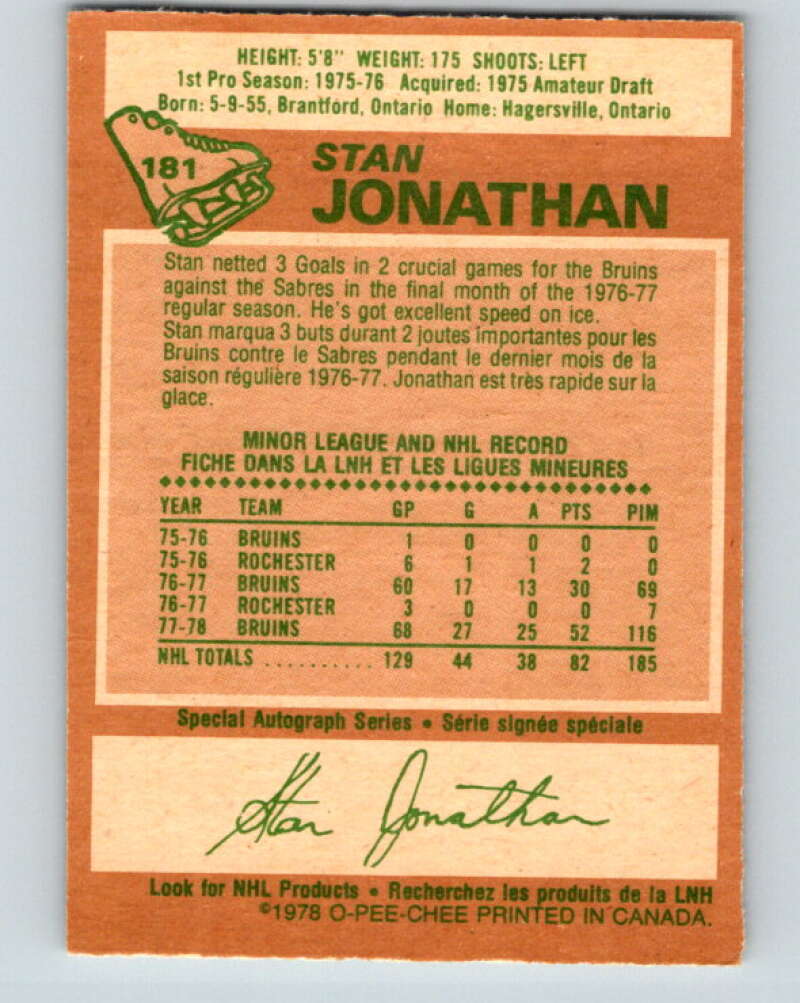 HEIGHT: 5'8" WEIGHT: 175 SHOOTS: LEFT
1st Pro Season: 1975-76 Acquired: 1975 Amateur Draft
Born: 5-9-55, Brantford, Ontario Home: Hagersville, Ontario
181
STAN
JONATHAN
Stan netted 3 Goals in 2 crucial games for the Bruins
against the Sabres in the final month of the 1976-77
regular season. He's got excellent speed on ice.
Stan marqua 3 buts durant 2 joutes importantes pour les
Bruins contre le Sabres pendant le dernier mois de la
saison régulière 1976-77. Jonathan est très rapide sur la
glace.
MINOR LEAGUE AND NHL RECORD
FICHE DANS LA LNH ET LES LIGUES MINEURES
YEAR TEAM GP G A PTS PIM
75-76 BRUINS 1 0 0 0 0
75-76 ROCHESTER 6 1 1 2 0
76-77 BRUINS 60 17 13 30 69
76-77 ROCHESTER 3 0 0 0 7
77-78 BRUINS 68 27 25 52 116
NHL TOTALS .......... 129 44 38 82 185
Special Autograph Series • Série signée spéciale
Stan Jonathan
Look for NHL Products • Recherchez les produits de la LNH
©1978 O-PEE-CHEE PRINTED IN CANADA.